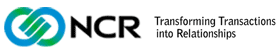 NCR
Transforming Transactions
into Relationships